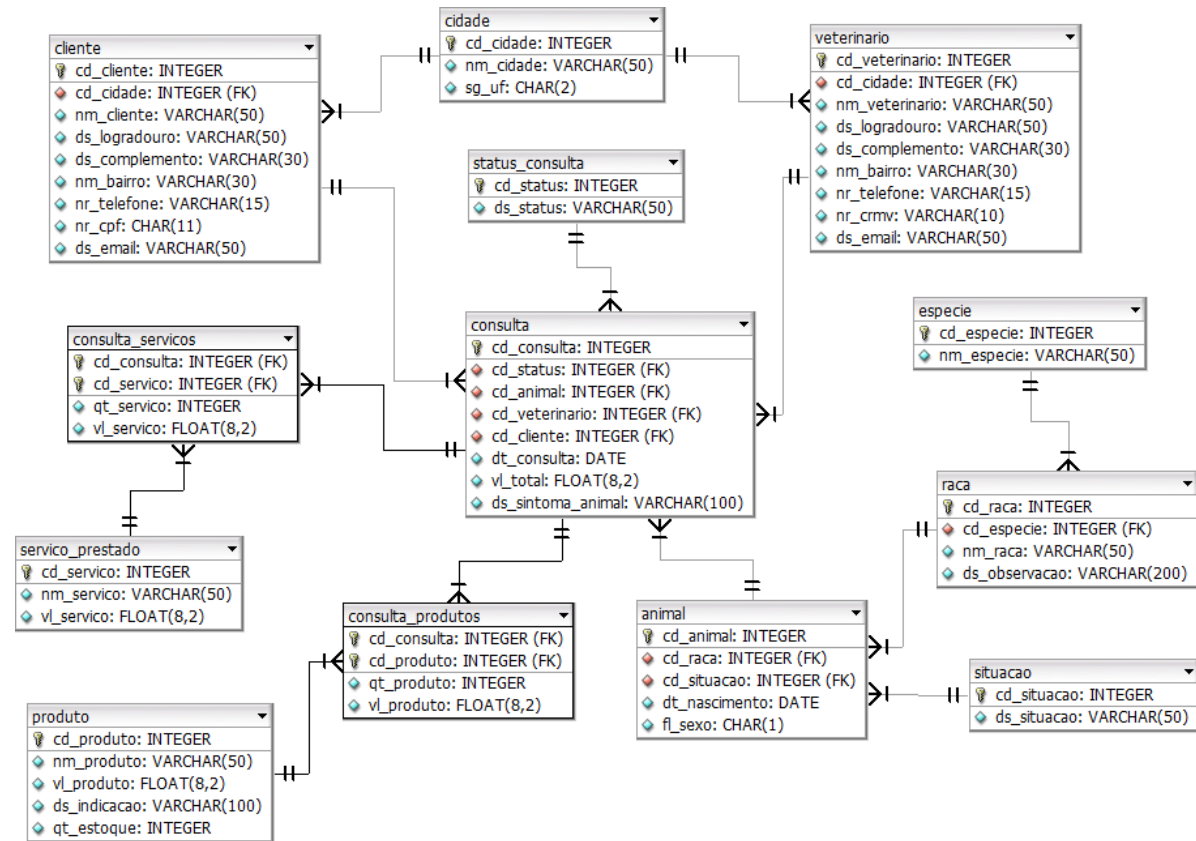 cliente
cd_cliente: INTEGER
cd_cidade: INTEGER (FK)
nm_cliente: VARCHAR(50)
ds_logradouro: VARCHAR(50)
ds_complemento: VARCHAR(30)
nm_bairro: VARCHAR(30)
nr_telefone: VARCHAR(15)
nr_cpf: CHAR(11)
ds_email: VARCHAR(50)
cidade
cd_cidade: INTEGER
nm_cidade: VARCHAR(50)
sg_uf: CHAR(2)
veterinario
cd_veterinario: INTEGER
cd_cidade: INTEGER (FK)
nm_veterinario: VARCHAR(50)
ds_logradouro: VARCHAR(50)
ds_complemento: VARCHAR(30)
nm_bairro: VARCHAR(30)
nr_telefone: VARCHAR(15)
nr_crmv: VARCHAR(10)
ds_email: VARCHAR(50)
status_consulta
cd_status: INTEGER
ds_status: VARCHAR(50)
consulta_servicos
cd_consulta: INTEGER (FK)
cd_servico: INTEGER (FK)
qt_servico: INTEGER
vl_servico: FLOAT(8,2)
consulta
cd_consulta: INTEGER
cd_status: INTEGER (FK)
cd_animal: INTEGER (FK)
cd_veterinario: INTEGER (FK)
cd_cliente: INTEGER (FK)
dt_consulta: DATE
vl_total: FLOAT(8,2)
ds_sintoma_animal: VARCHAR(100)
especie
cd_especie: INTEGER
nm_especie: VARCHAR(50)
raca
cd_raca: INTEGER
cd_especie: INTEGER (FK)
nm_raca: VARCHAR(50)
ds_observacao: VARCHAR(200)
servico_prestado
cd_servico: INTEGER
nm_servico: VARCHAR(50)
vl_servico: FLOAT(8,2)
consulta_produtos
cd_consulta: INTEGER (FK)
cd_produto: INTEGER (FK)
qt_produto: INTEGER
vl_produto: FLOAT(8,2)
animal
cd_animal: INTEGER
cd_raca: INTEGER (FK)
cd_situacao: INTEGER (FK)
dt_nascimento: DATE
fl_sexo: CHAR(1)
situacao
cd_situacao: INTEGER
ds_situacao: VARCHAR(50)
produto
cd_produto: INTEGER
nm_produto: VARCHAR(50)
vl_produto: FLOAT(8,2)
ds_indicacao: VARCHAR(100)
qt_estoque: INTEGER